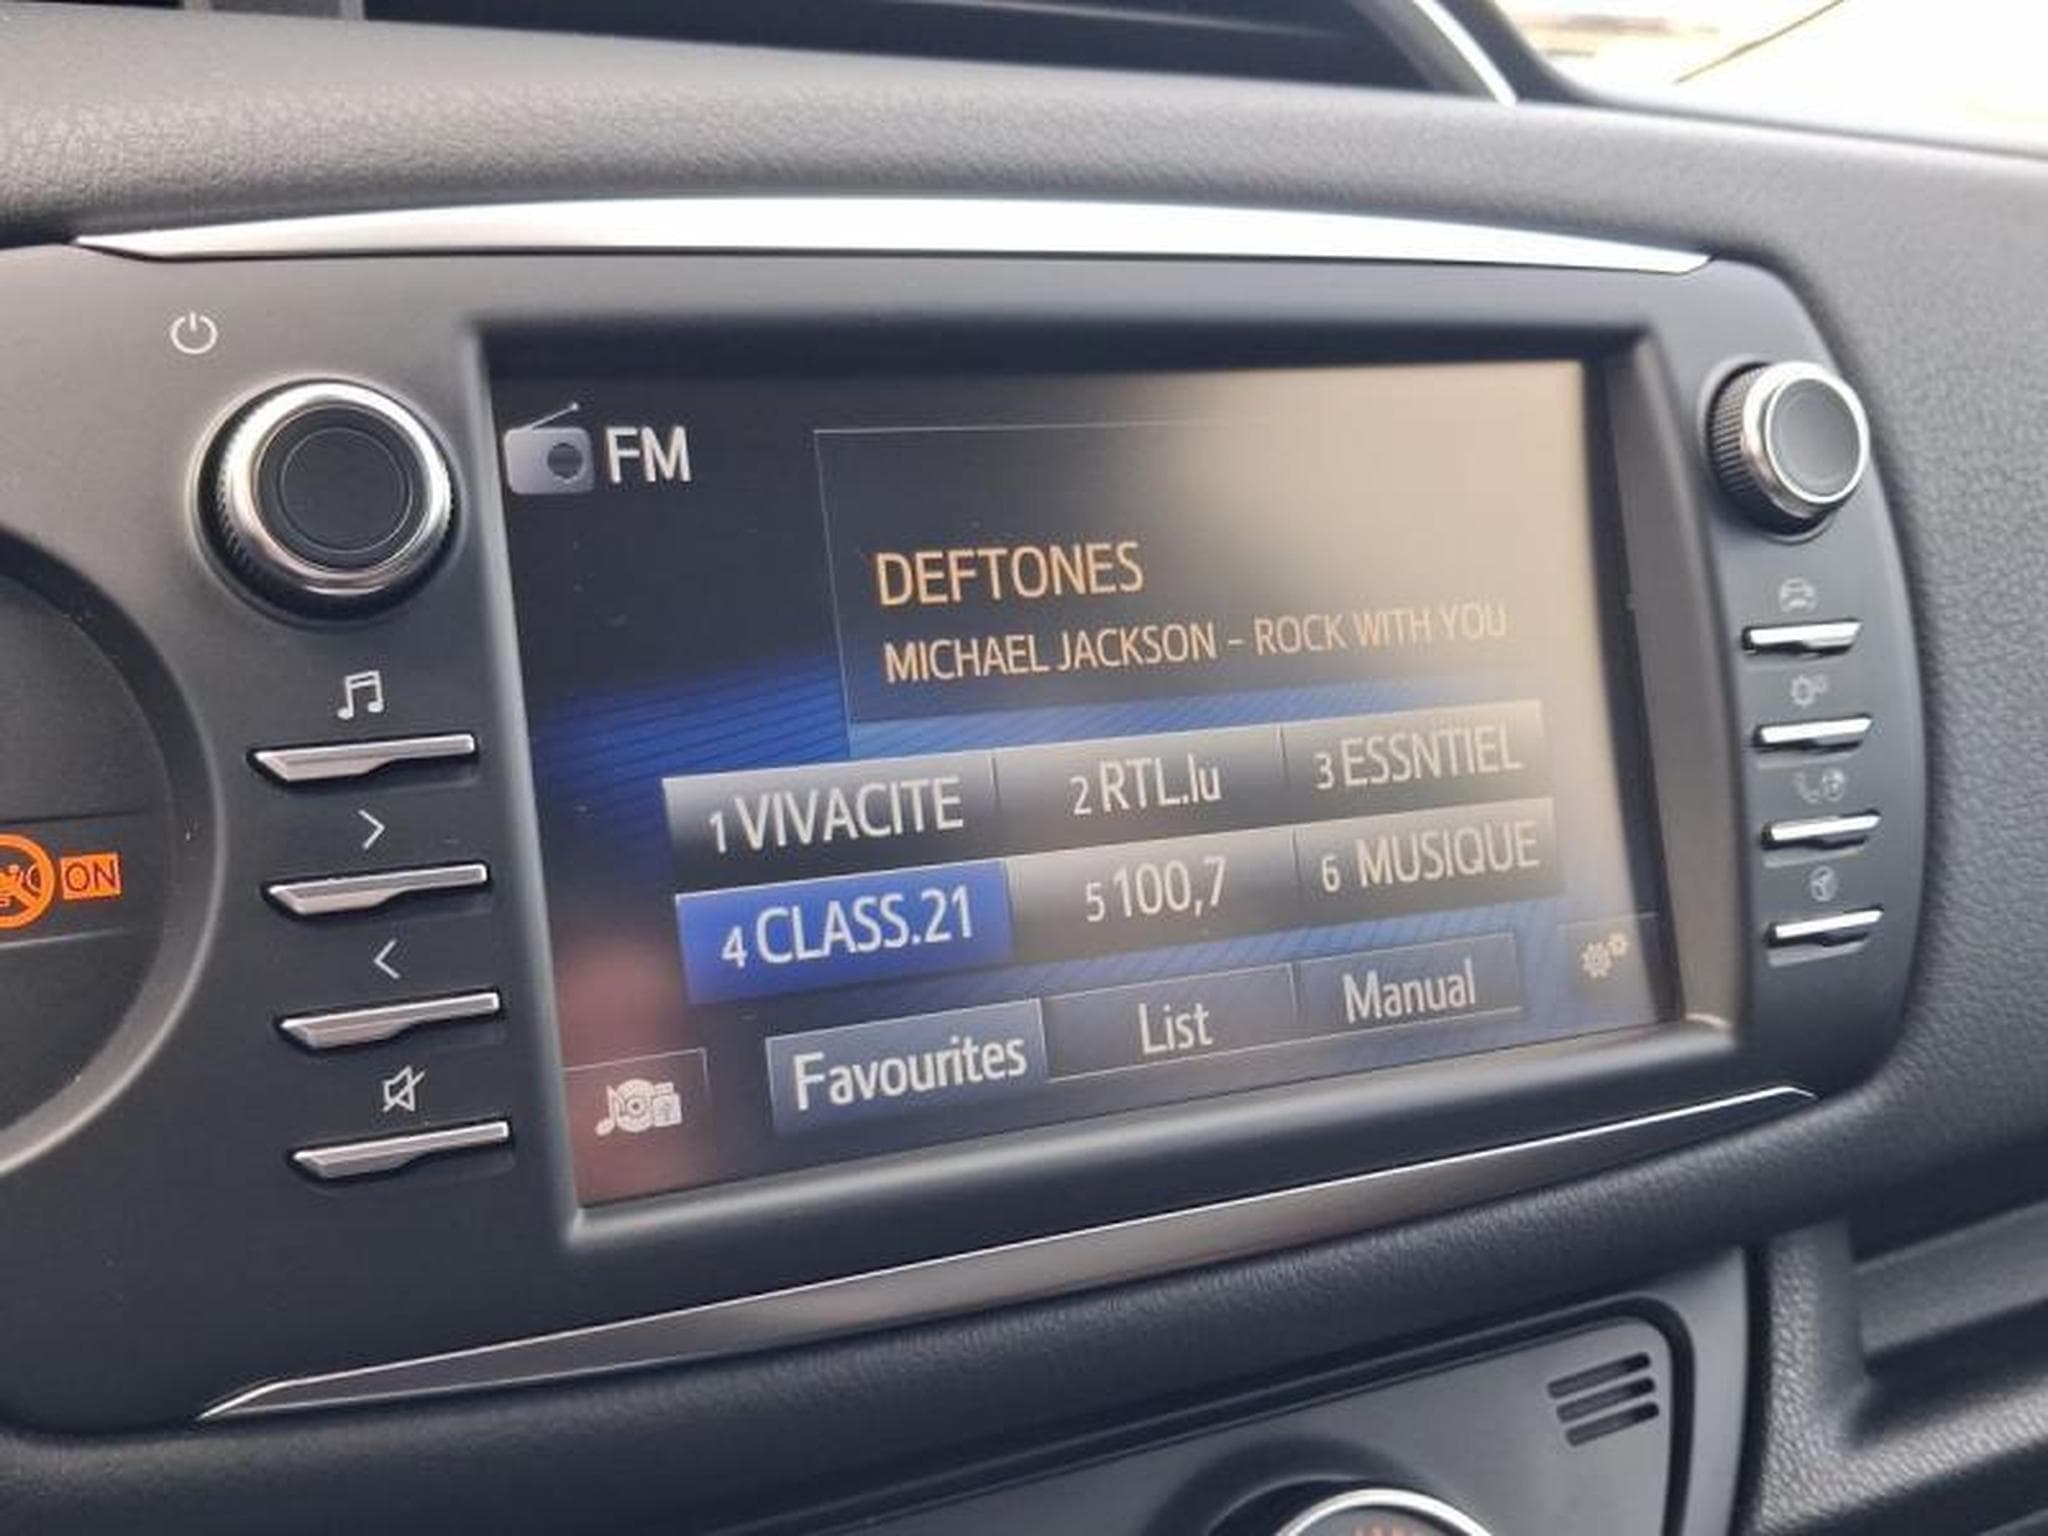 FM
DEFTONES
MICHAEL JACKSON - ROCK WITH YOU
1 VIVACITE 2 RTL.lu 3 ESSNTIEL
4 CLASS.21 5 100,7 6 MUSIQUE
Favourites List Manual
ON